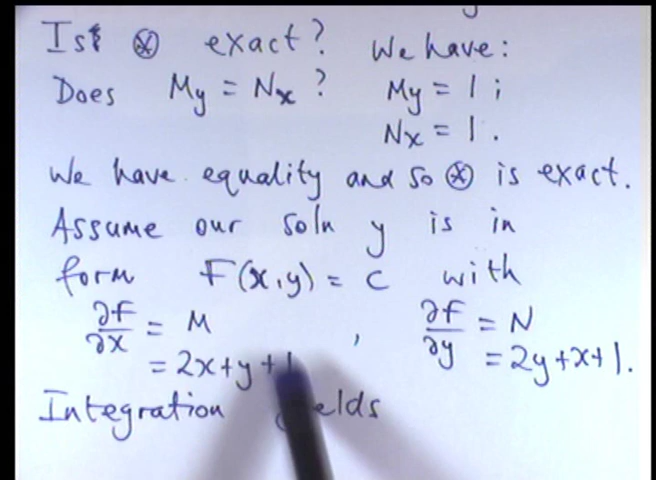 Is ⊛ exact? We have:
Does My = Nx? My = 1;
Nx = 1.
We have equality and so ⊛ is exact.
Assume our soln y is in
form F(x,y) = c with
∂F/∂x = M , ∂F/∂y = N
= 2x+y+1 = 2y+x+1.
Integration